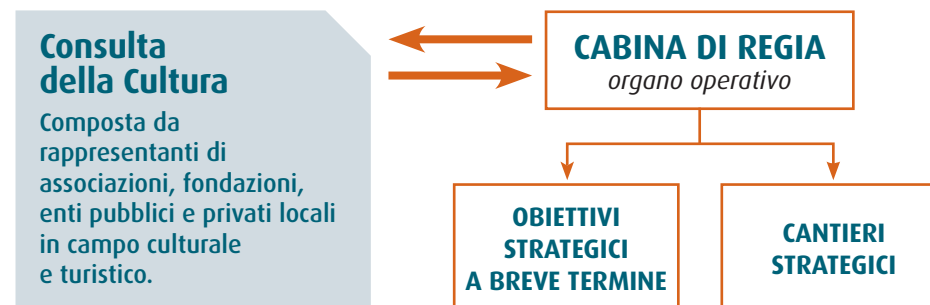 Consulta
della Cultura
Composta da
rappresentanti di
associazioni, fondazioni,
enti pubblici e privati locali
in campo culturale
e turistico.
CABINA DI REGIA
organo operativo
OBIETTIVI
STRATEGICI
A BREVE TERMINE
CANTIERI
STRATEGICI